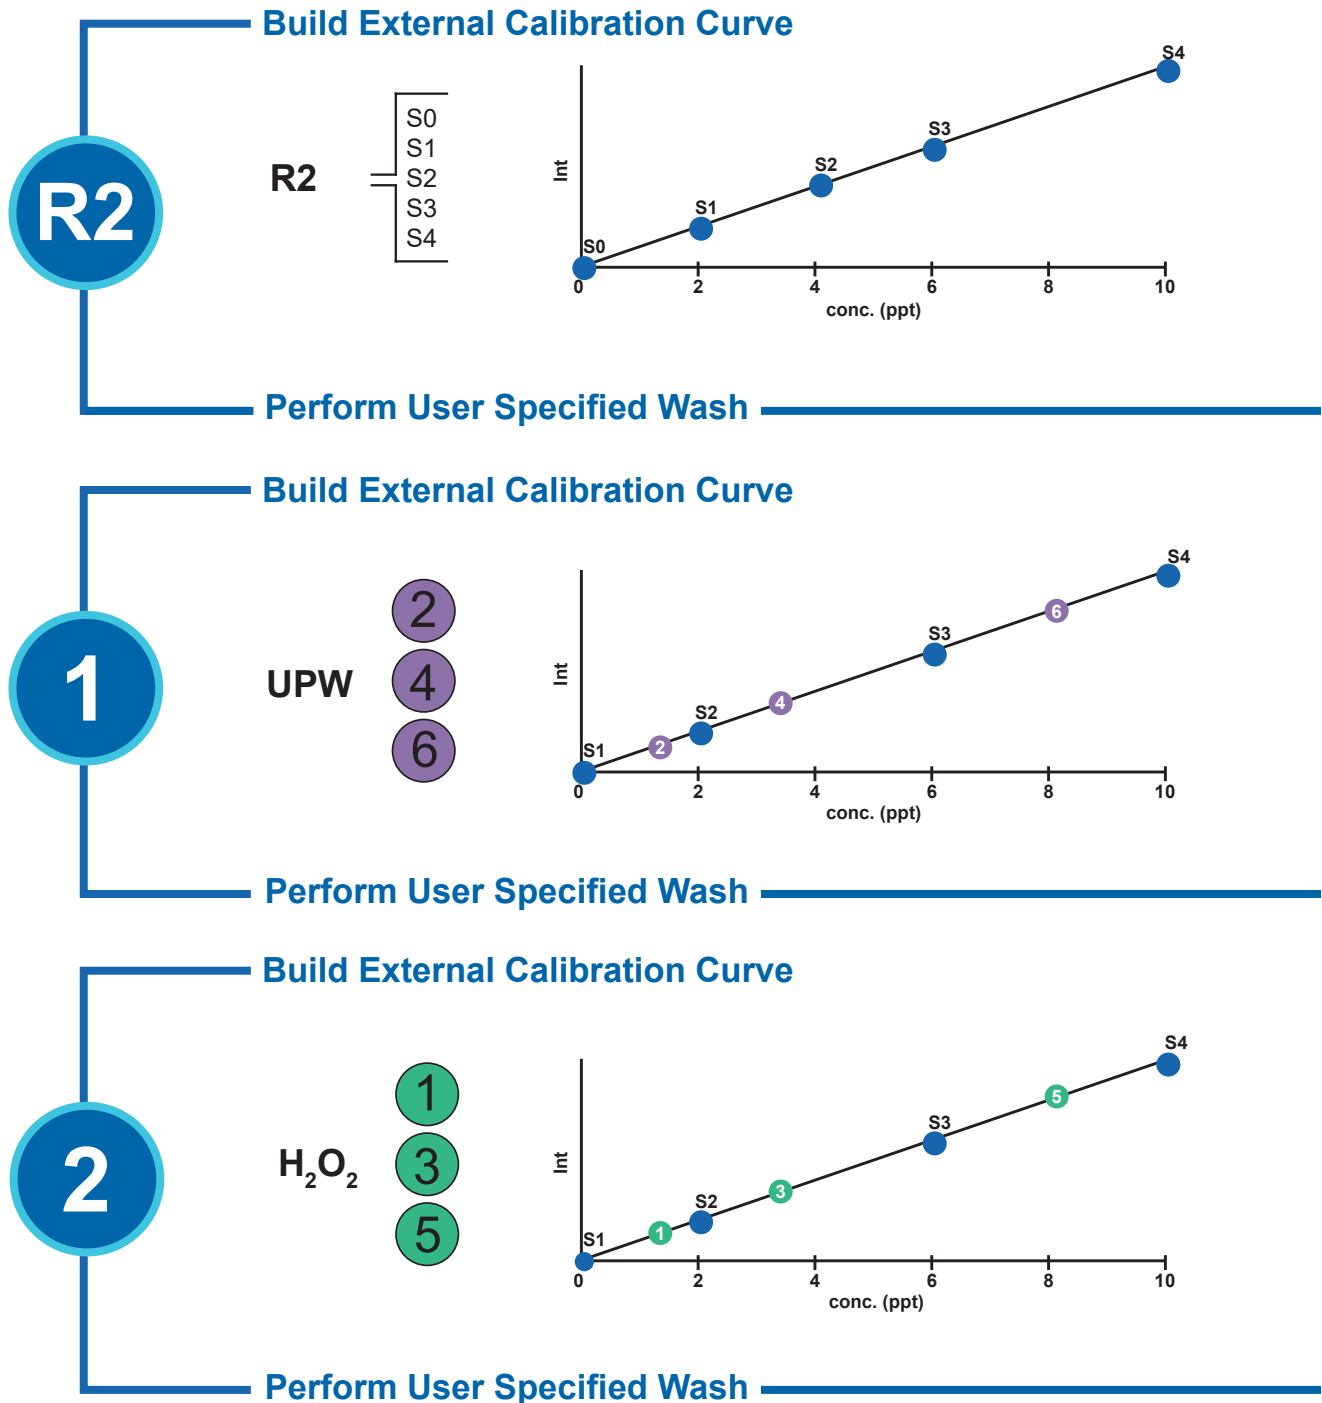 Build External Calibration Curve
R2
R2
S0
S1
S2
S3
S4
Int
S0
S1
S2
S3
S4
0 2 4 6 8 10
conc. (ppt)
Perform User Specified Wash
Build External Calibration Curve
1
UPW
2
4
6
Int
S1
2
S2
4
S3
6
S4
0 2 4 6 8 10
conc. (ppt)
Perform User Specified Wash
Build External Calibration Curve
2
H₂O₂
1
3
5
Int
S1
1
S2
3
S3
5
S4
0 2 4 6 8 10
conc. (ppt)
Perform User Specified Wash